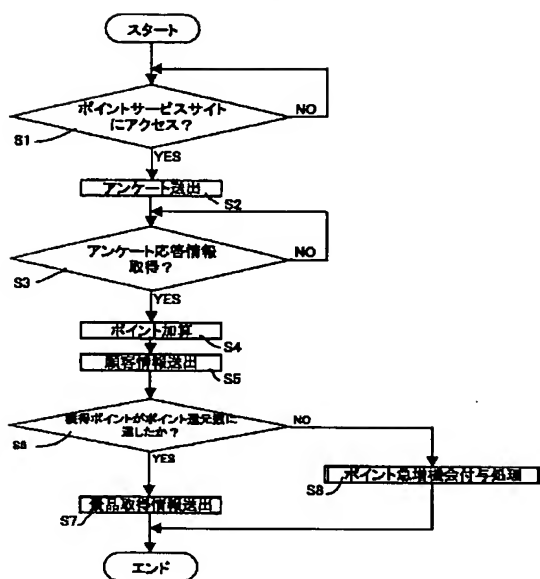 スタート
ポイントサービスサイト
にアクセス？
NO
S1
YES
アンケート送出
S2
アンケート応答情報
取得？
NO
S3
YES
ポイント加算
S4
顧客情報送出
S5
獲得ポイントがポイント還元数に
達したか？
NO
S6
YES
ポイント急増機会付与処理
S8
景品取得情報送出
S7
エンド